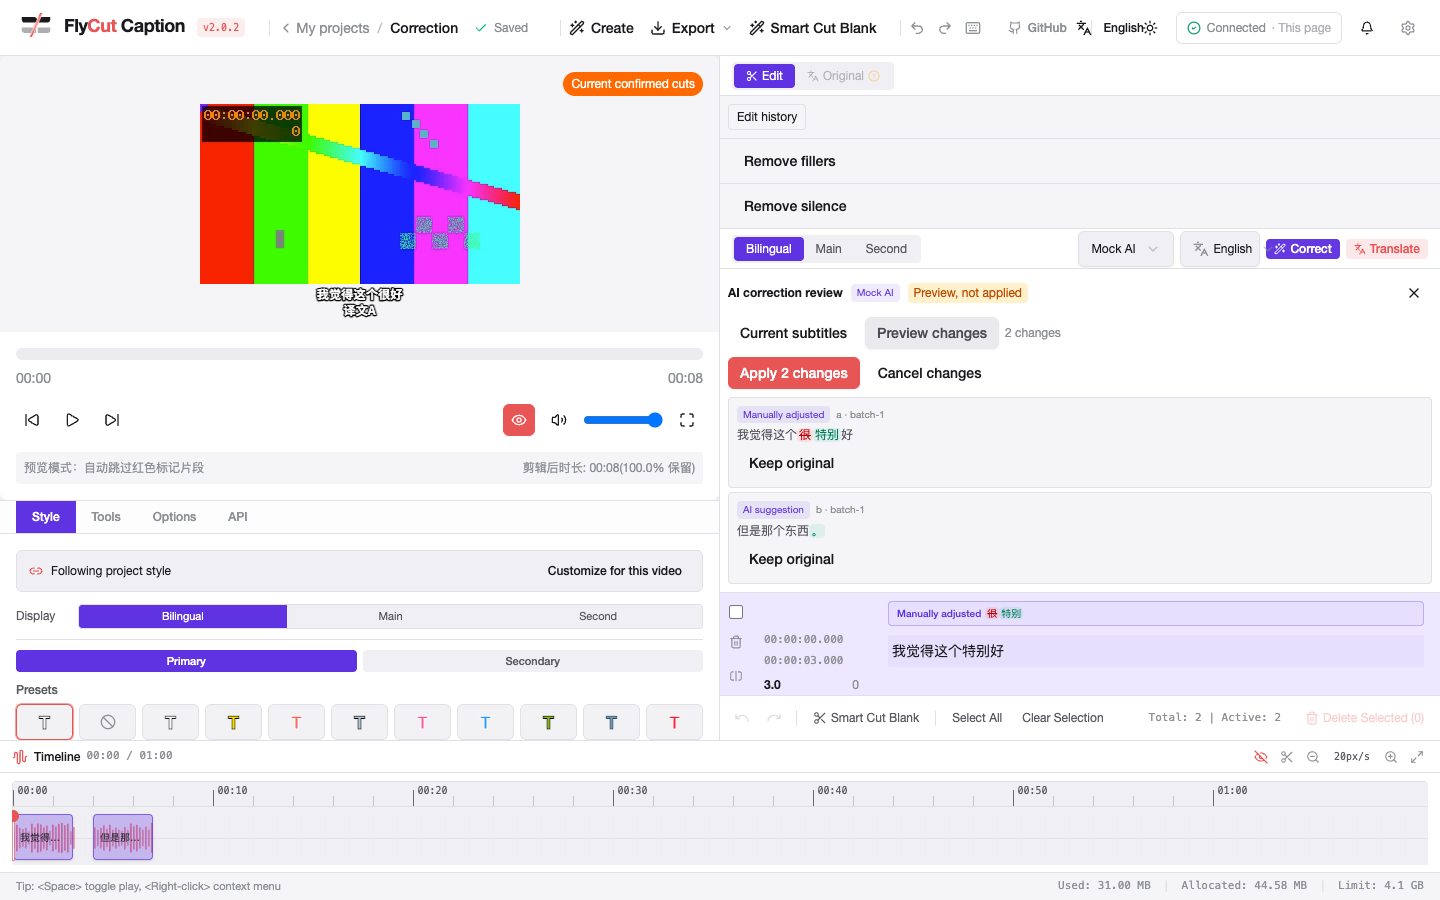 FlyCut Caption v2.0.2 My projects / Correction Saved Create Export Smart Cut Blank GitHub English Connected · This page
Current confirmed cuts
00:00:00.000
0
我觉得这个很好
译文A
00:00 00:08
预览模式：自动跳过红色标记片段 剪辑后时长: 00:08(100.0% 保留)
Style Tools Options API
Following project style Customize for this video
Display Bilingual Main Second
Primary Secondary
Presets
T T T T T T T T T T
Edit Original
Edit history
Remove fillers
Remove silence
Bilingual Main Second Mock AI English Correct Translate
AI correction review Mock AI Preview, not applied
Current subtitles Preview changes 2 changes
Apply 2 changes Cancel changes
Manually adjusted a · batch-1
我觉得这个很特别好
Keep original
AI suggestion b · batch-1
但是那个东西。
Keep original
Manually adjusted 很 特别
00:00:00.000
我觉得这个特别好
00:00:03.000
3.0 0
Smart Cut Blank Select All Clear Selection Total: 2 | Active: 2 Delete Selected (0)
Timeline 00:00 / 01:00 20px/s
00:00 00:10 00:20 00:30 00:40 00:50 01:00
我觉得... 但是那...
Tip: <Space> toggle play, <Right-click> context menu Used: 31.00 MB Allocated: 44.58 MB Limit: 4.1 GB